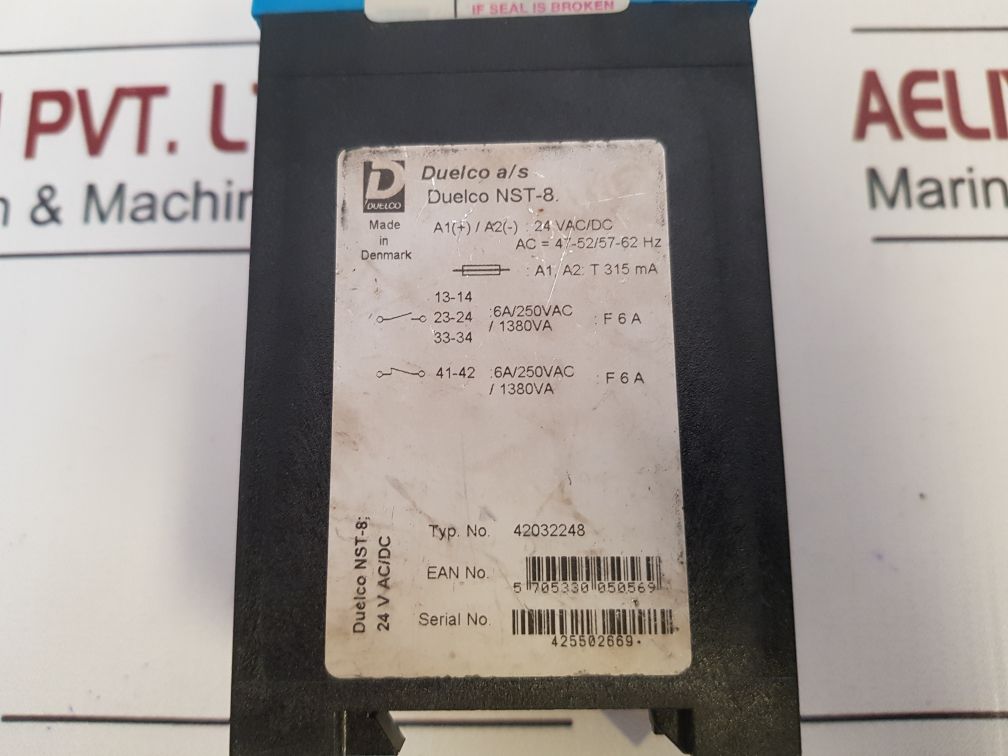 IF SEAL IS BROKEN
PVT.
& Machin
AELI
Marin
D
DUELCO
Duelco a/s
Duelco NST-8.
Made
in
Denmark
A1(+) / A2(-) : 24 VAC/DC
AC = 47-52/57-62 Hz
: A1, A2: T 315 mA
13-14
23-24 :6A/250VAC : F 6 A
/ 1380VA
33-34
41-42 :6A/250VAC : F 6 A
/ 1380VA
Duelco NST-8;
24 V AC/DC
Typ. No. 42032248
EAN No.
5 705330 050569
Serial No.
425502669